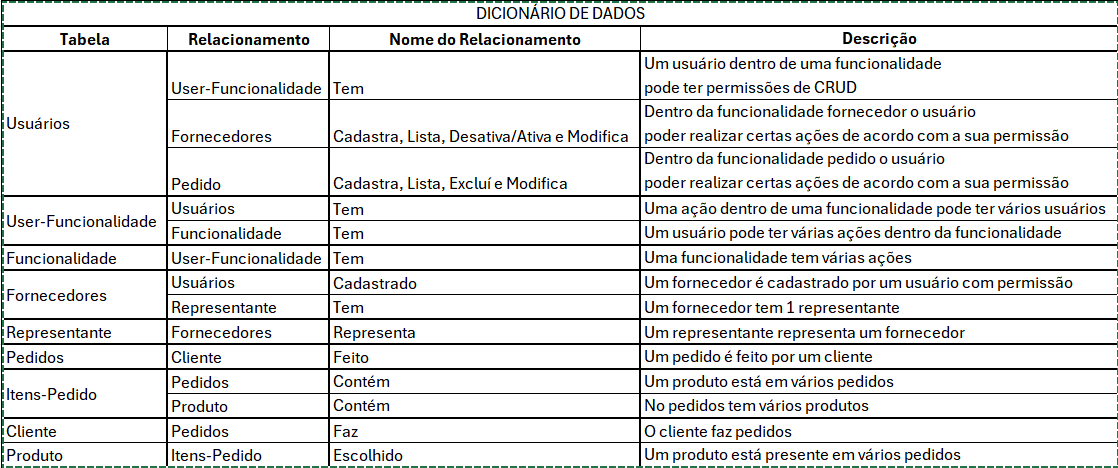 DICIONÁRIO DE DADOS
Tabela Relacionamento Nome do Relacionamento Descrição
Usuários
User-Funcionalidade Tem Um usuário dentro de uma funcionalidade
pode ter permissões de CRUD
Fornecedores Cadastra, Lista, Desativa/Ativa e Modifica Dentro da funcionalidade fornecedor o usuário
poder realizar certas ações de acordo com a sua permissão
Pedido Cadastra, Lista, Excluí e Modifica Dentro da funcionalidade pedido o usuário
poder realizar certas ações de acordo com a sua permissão
User-Funcionalidade
Usuários Tem Uma ação dentro de uma funcionalidade pode ter vários usuários
Funcionalidade Tem Um usuário pode ter várias ações dentro da funcionalidade
Funcionalidade User-Funcionalidade Tem Uma funcionalidade tem várias ações
Fornecedores
Usuários Cadastrado Um fornecedor é cadastrado por um usuário com permissão
Representante Tem Um fornecedor tem 1 representante
Representante Fornecedores Representa Um representante representa um fornecedor
Pedidos Cliente Feito Um pedido é feito por um cliente
Itens-Pedido
Pedidos Contém Um produto está em vários pedidos
Produto Contém No pedidos tem vários produtos
Cliente Pedidos Faz O cliente faz pedidos
Produto Itens-Pedido Escolhido Um produto está presente em vários pedidos